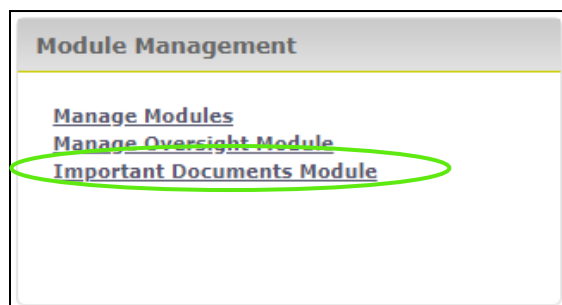 Module Management
Manage Modules
Manage Oversight Module
Important Documents Module